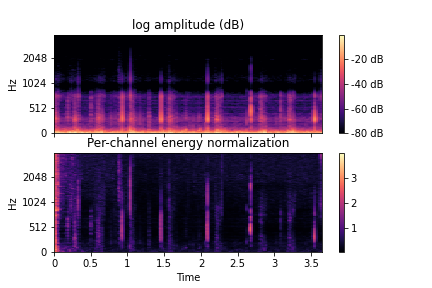 log amplitude (dB)
Hz
2048
1024
512
0
-20 dB
-40 dB
-60 dB
-80 dB
Per-channel energy normalization
Hz
2048
1024
512
0
3
2
1
0 0.5 1 1.5 2 2.5 3 3.5
Time